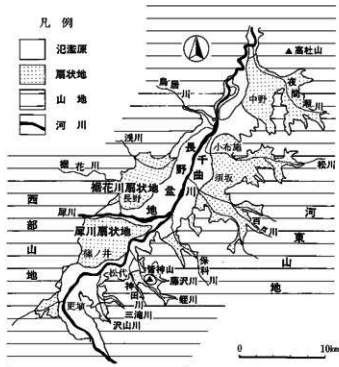 凡 例
氾濫原
扇状地
山 地
河 川
高社山
夜間瀬川
中野
鳥居川
浅川
小布施
松川
裾花川
裾花川扇状地
長野
長野盆地
千曲川
須坂
百々川
犀川
犀川扇状地
西部山地
河東山地
篠ノ井
松代
皆神山
保科川
藤沢川
神田川
蛭川
三滝川
沢山川
更埴
0
10km